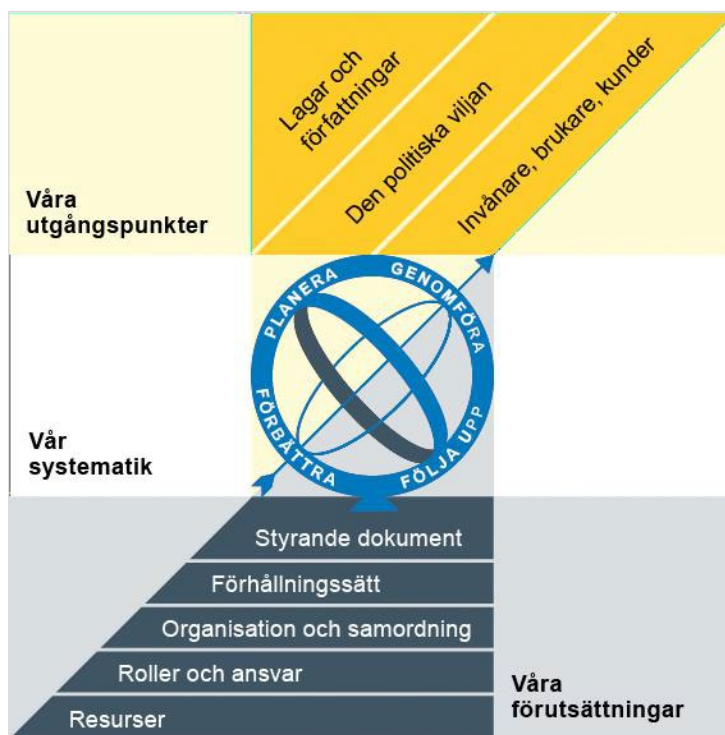 Lagar och
författningar
Den politiska viljan
Invånare, brukare, kunder
Våra
utgångspunkter
PLANERA
GENOMFÖRA
FÖLJA UPP
FÖRBÄTTRA
Vår
systematik
Styrande dokument
Förhållningssätt
Organisation och samordning
Roller och ansvar
Resurser
Våra
förutsättningar